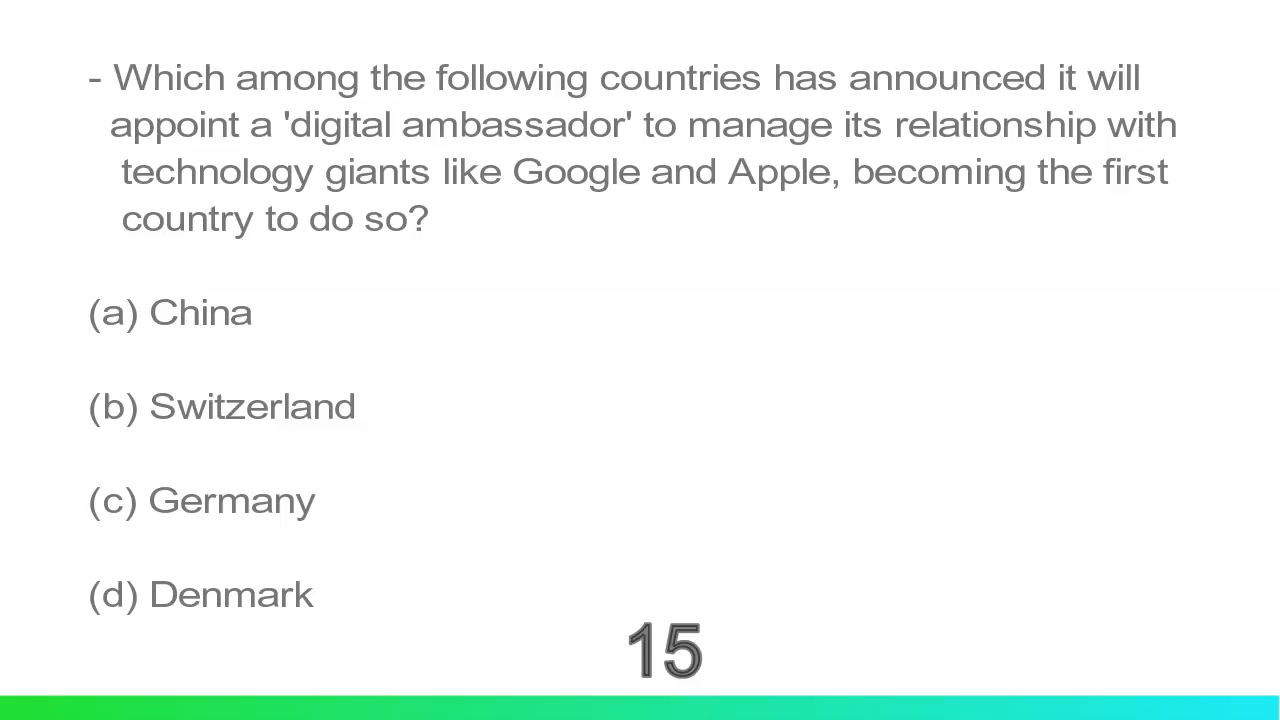 - Which among the following countries has announced it will
appoint a 'digital ambassador' to manage its relationship with
technology giants like Google and Apple, becoming the first
country to do so?
(a) China
(b) Switzerland
(c) Germany
(d) Denmark
15